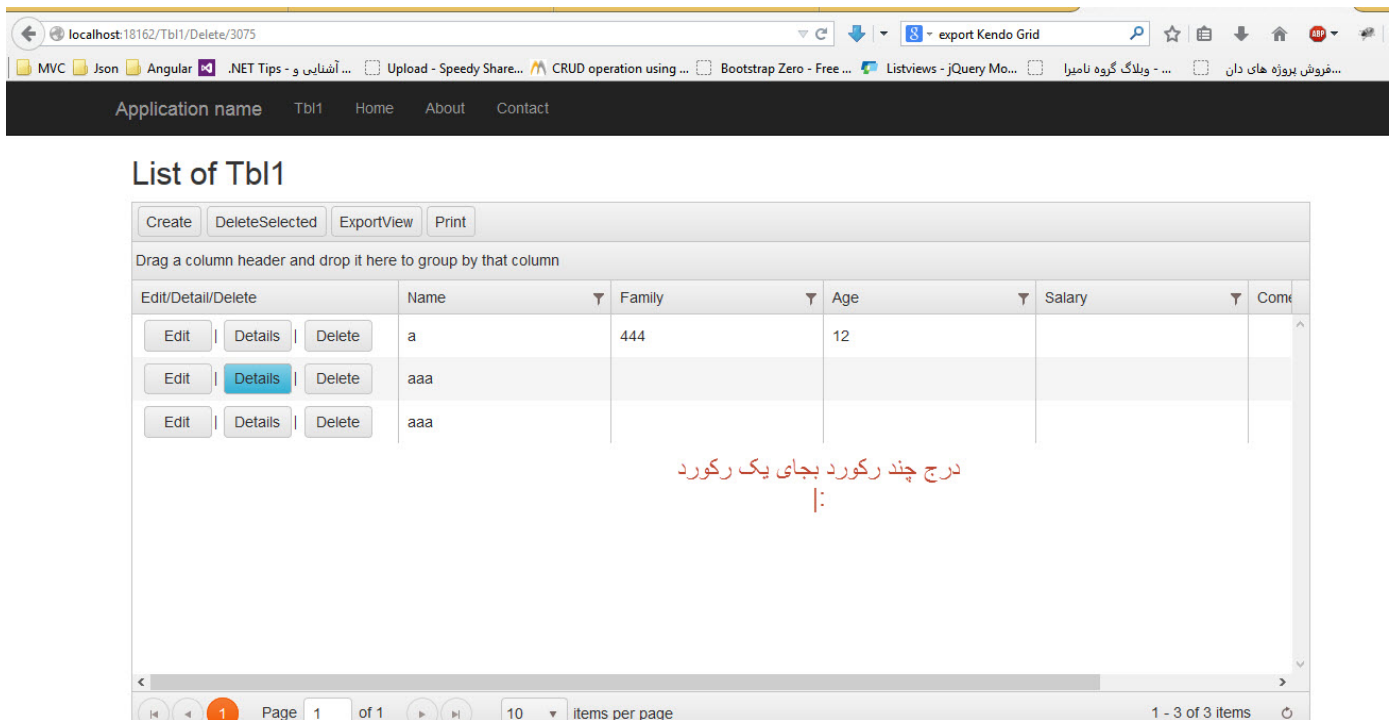 localhost:18162/Tbl1/Delete/3075
8 export Kendo Grid ABP
MVC Json Angular .NET Tips - آشنایی و ... Upload - Speedy Share... CRUD operation using ... Bootstrap Zero - Free ... Listviews - jQuery Mo... وبلاگ گروه نامیرا - ... فروش پروژه های دان...
Application name Tbl1 Home About Contact
List of Tbl1
Create DeleteSelected ExportView Print
Drag a column header and drop it here to group by that column
Edit/Detail/Delete Name Family Age Salary Come
Edit | Details | Delete a 444 12
Edit | Details | Delete aaa
Edit | Details | Delete aaa
درج چند رکورد بجای یک رکورد
:|
1 Page 1 of 1 10 items per page 1 - 3 of 3 items